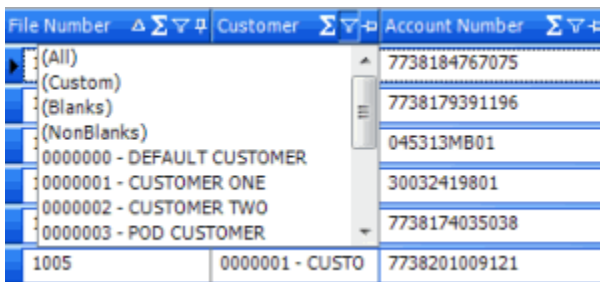 File Number Σ Customer Σ Account Number Σ
(All)
7738184767075
(Custom)
(Blanks)
7738179391196
(NonBlanks)
045313MB01
0000000 - DEFAULT CUSTOMER
0000001 - CUSTOMER ONE
30032419801
0000002 - CUSTOMER TWO
0000003 - POD CUSTOMER
7738174035038
1005 0000001 - CUSTO 7738201009121